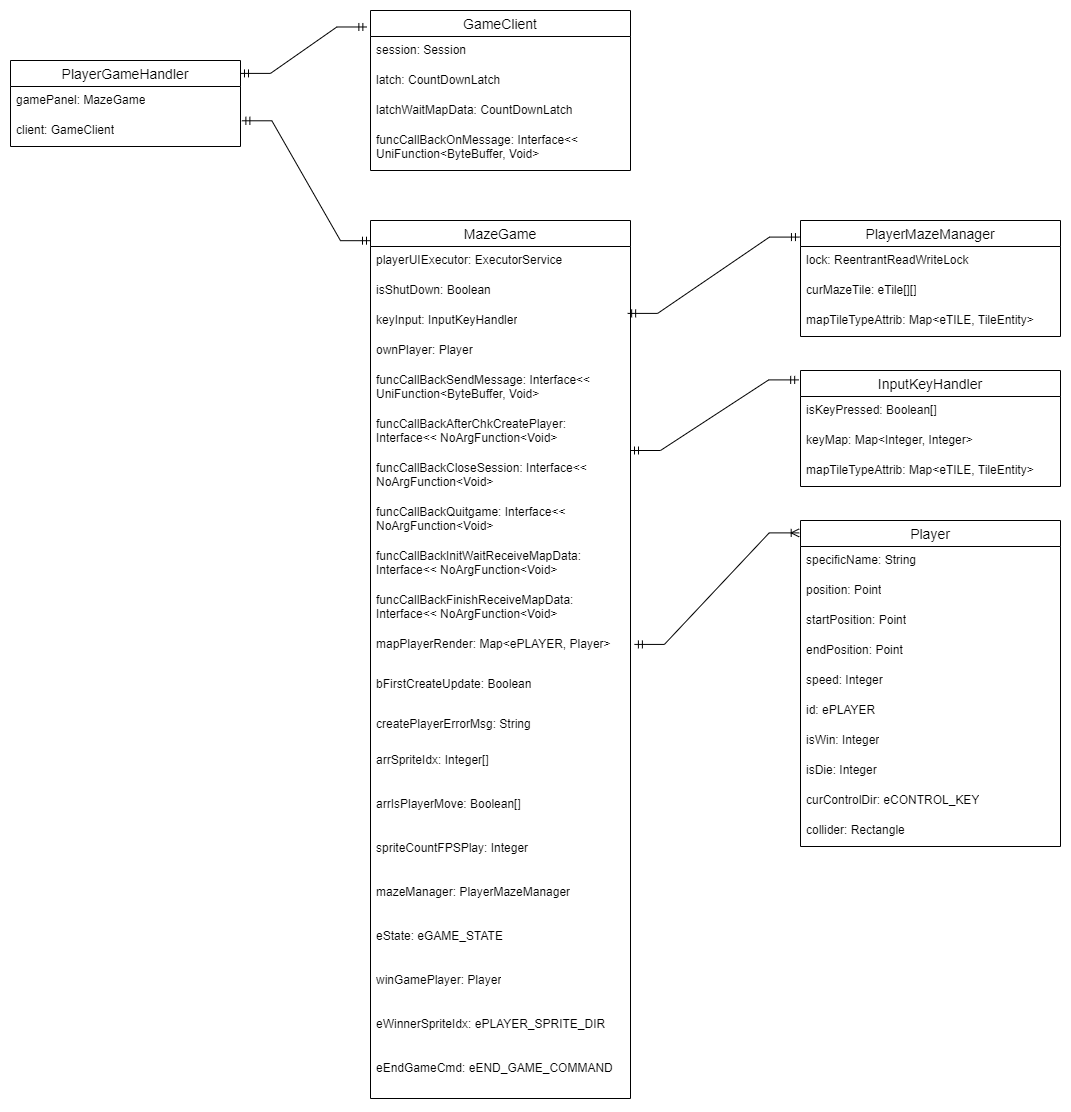 PlayerGameHandler
gamePanel: MazeGame
client: GameClient
GameClient
session: Session
latch: CountDownLatch
latchWaitMapData: CountDownLatch
funcCallBackOnMessage: Interface<<
UniFunction<ByteBuffer, Void>
MazeGame
playerUIExecutor: ExecutorService
isShutDown: Boolean
keyInput: InputKeyHandler
ownPlayer: Player
funcCallBackSendMessage: Interface<<
UniFunction<ByteBuffer, Void>
funcCallBackAfterChkCreatePlayer:
Interface<< NoArgFunction<Void>
funcCallBackCloseSession: Interface<<
NoArgFunction<Void>
funcCallBackQuitgame: Interface<<
NoArgFunction<Void>
funcCallBackInitWaitReceiveMapData:
Interface<< NoArgFunction<Void>
funcCallBackFinishReceiveMapData:
Interface<< NoArgFunction<Void>
mapPlayerRender: Map<ePLAYER, Player>
bFirstCreateUpdate: Boolean
createPlayerErrorMsg: String
arrSpriteIdx: Integer[]
arrIsPlayerMove: Boolean[]
spriteCountFPSPlay: Integer
mazeManager: PlayerMazeManager
eState: eGAME_STATE
winGamePlayer: Player
eWinnerSpriteIdx: ePLAYER_SPRITE_DIR
eEndGameCmd: eEND_GAME_COMMAND
PlayerMazeManager
lock: ReentrantReadWriteLock
curMazeTile: eTile[][]
mapTileTypeAttrib: Map<eTILE, TileEntity>
InputKeyHandler
isKeyPressed: Boolean[]
keyMap: Map<Integer, Integer>
mapTileTypeAttrib: Map<eTILE, TileEntity>
Player
specificName: String
position: Point
startPosition: Point
endPosition: Point
speed: Integer
id: ePLAYER
isWin: Integer
isDie: Integer
curControlDir: eCONTROL_KEY
collider: Rectangle